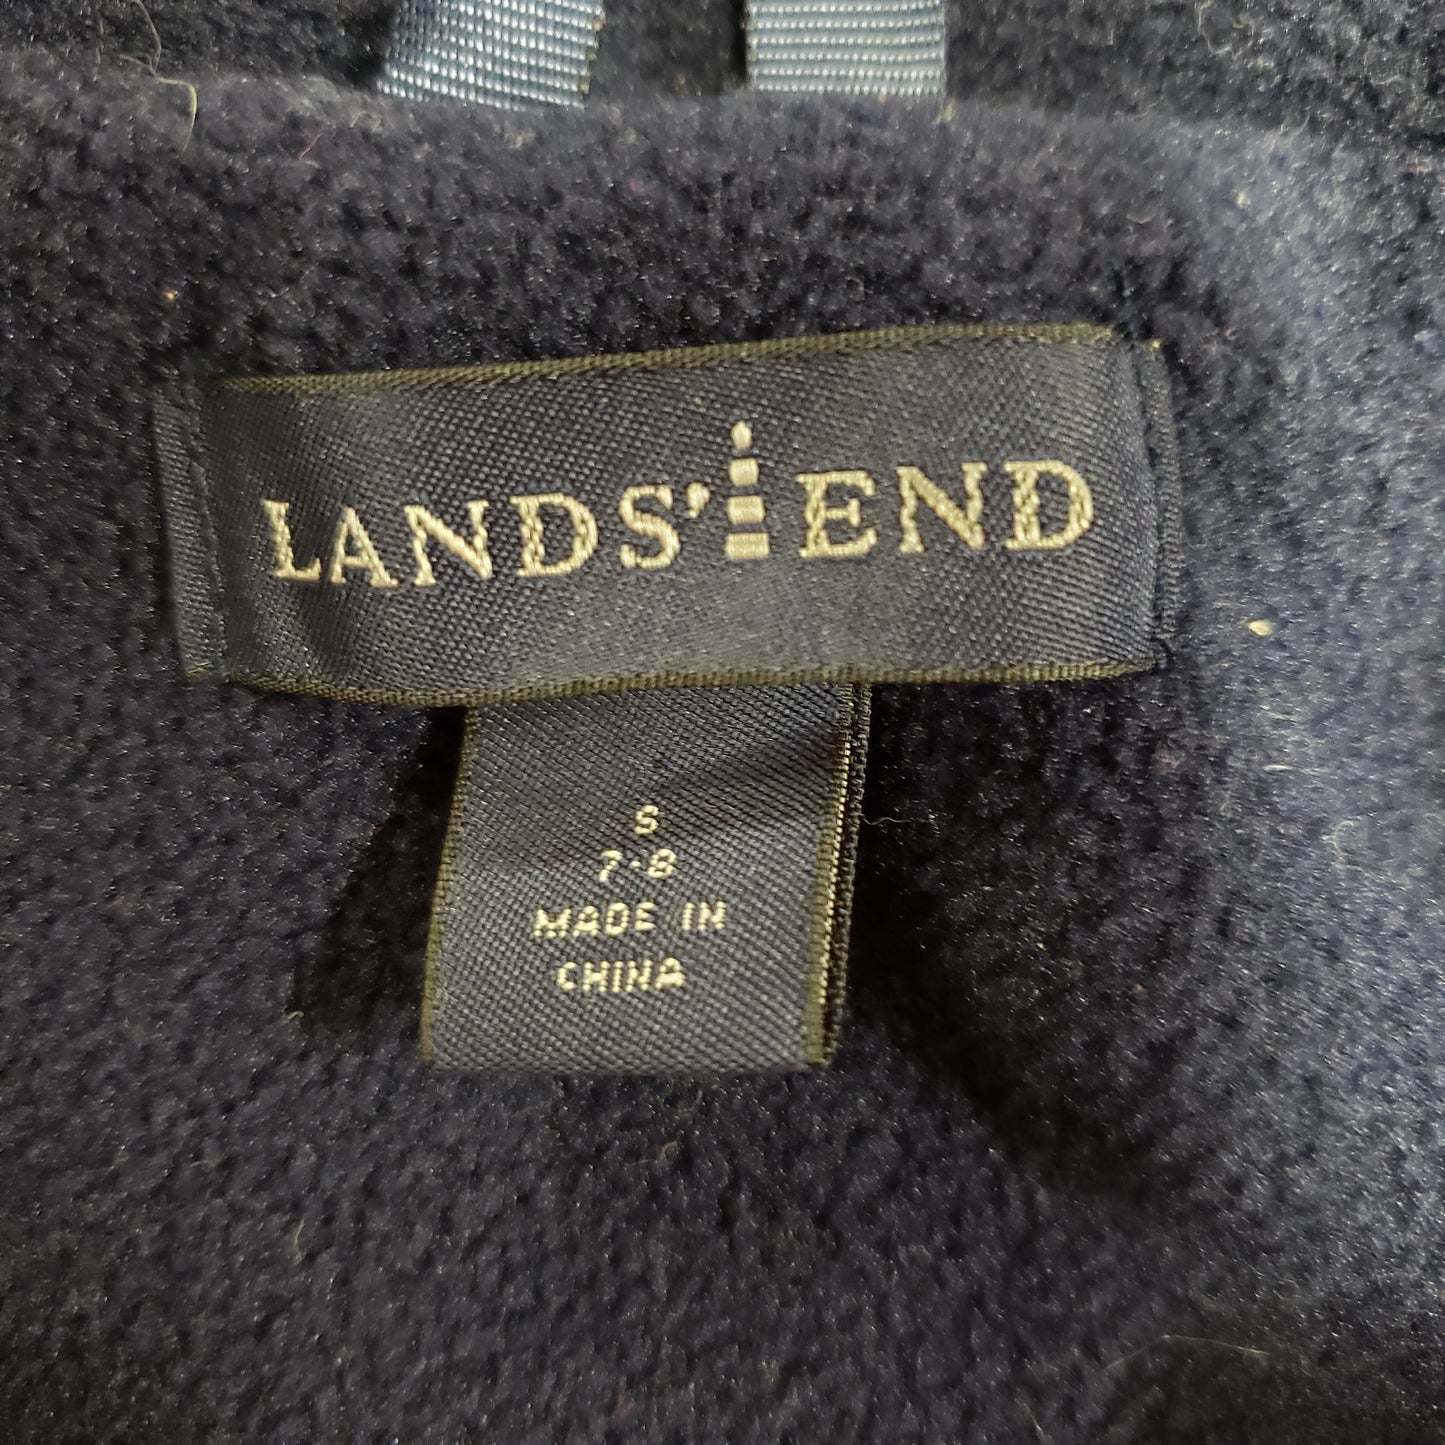 LANDS' END
S
7-8
MADE IN
CHINA